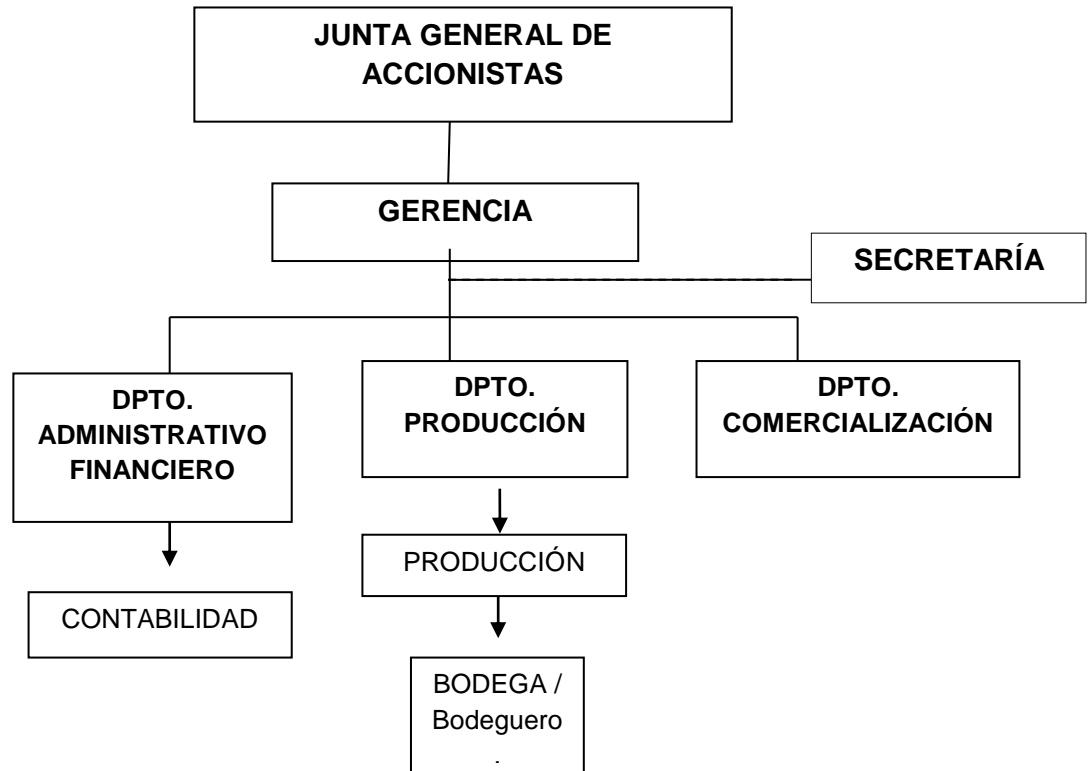 JUNTA GENERAL DE
ACCIONISTAS
GERENCIA
SECRETARÍA
DPTO.
ADMINISTRATIVO
FINANCIERO
DPTO.
PRODUCCIÓN
DPTO.
COMERCIALIZACIÓN
PRODUCCIÓN
CONTABILIDAD
BODEGA /
Bodeguero
.